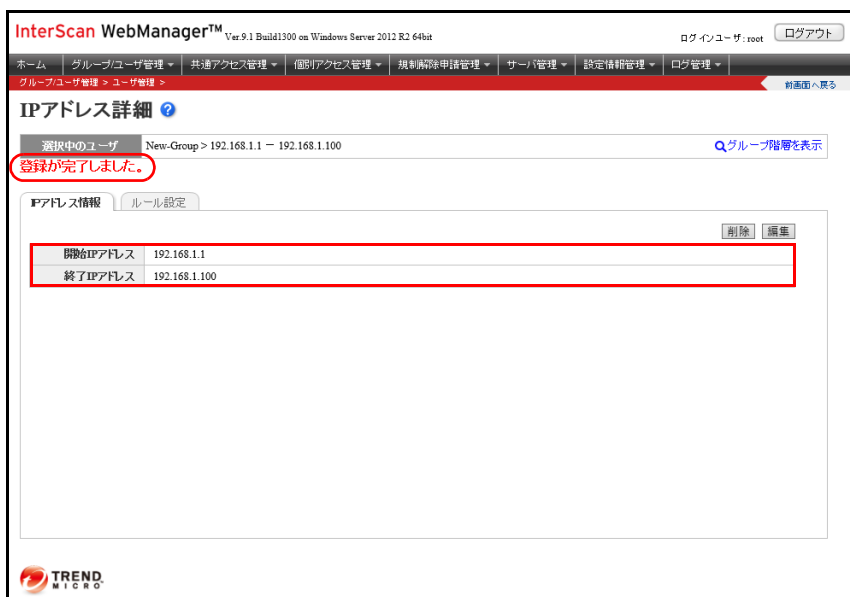 InterScan WebManager™ Ver.9.1 Build1300 on Windows Server 2012 R2 64bit ログインユーザ: root ログアウト
ホーム グループ/ユーザ管理 共通アクセス管理 個別アクセス管理 規制解除申請管理 サーバ管理 設定情報管理 ログ管理
グループ/ユーザ管理 > ユーザ管理 > 前画面へ戻る
IPアドレス詳細 ?
選択中のユーザ New-Group > 192.168.1.1 － 192.168.1.100 グループ階層を表示
登録が完了しました。
IPアドレス情報 ルール設定
削除 編集
開始IPアドレス 192.168.1.1
終了IPアドレス 192.168.1.100
TREND
MICRO